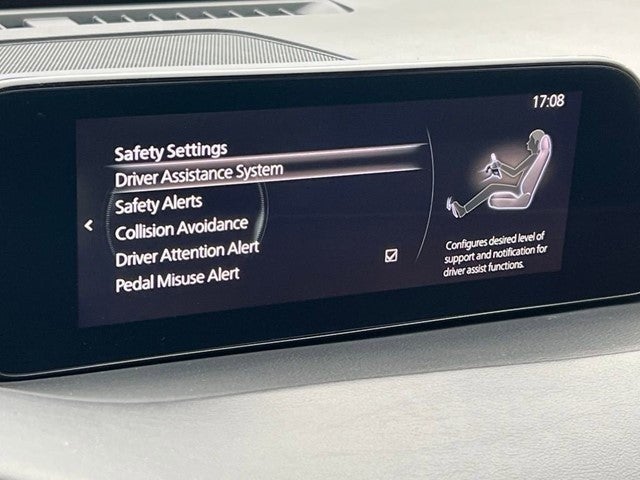 17:08
Safety Settings
Driver Assistance System
Safety Alerts
Collision Avoidance
Driver Attention Alert
Pedal Misuse Alert
Configures desired level of
support and notification for
driver assist functions.